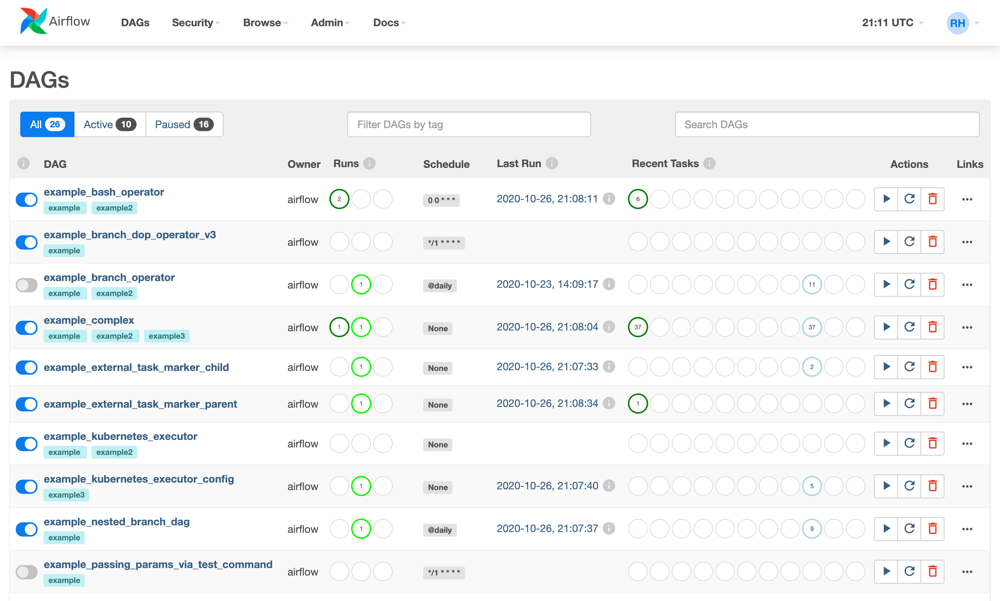 Airflow DAGs Security Browse Admin Docs 21:11 UTC RH
DAGs
All 26 Active 10 Paused 16 Filter DAGs by tag Search DAGs
i DAG Owner Runs i Schedule Last Run i Recent Tasks i Actions Links
example_bash_operator
example example2
airflow 2 0 0 * * * 2020-10-26, 21:08:11 i 6
example_branch_dop_operator_v3
example
airflow */1 * * * *
example_branch_operator
example example2
airflow 1 @daily 2020-10-23, 14:09:17 i 11
example_complex
example example2 example3
airflow 1 1 None 2020-10-26, 21:08:04 i 37 37
example_external_task_marker_child airflow 1 None 2020-10-26, 21:07:33 i 2
example_external_task_marker_parent airflow 1 None 2020-10-26, 21:08:34 i 1
example_kubernetes_executor
example example2
airflow None
example_kubernetes_executor_config
example3
airflow 1 None 2020-10-26, 21:07:40 i 5
example_nested_branch_dag
example
airflow 1 @daily 2020-10-26, 21:07:37 i 9
example_passing_params_via_test_command
example
airflow */1 * * * *